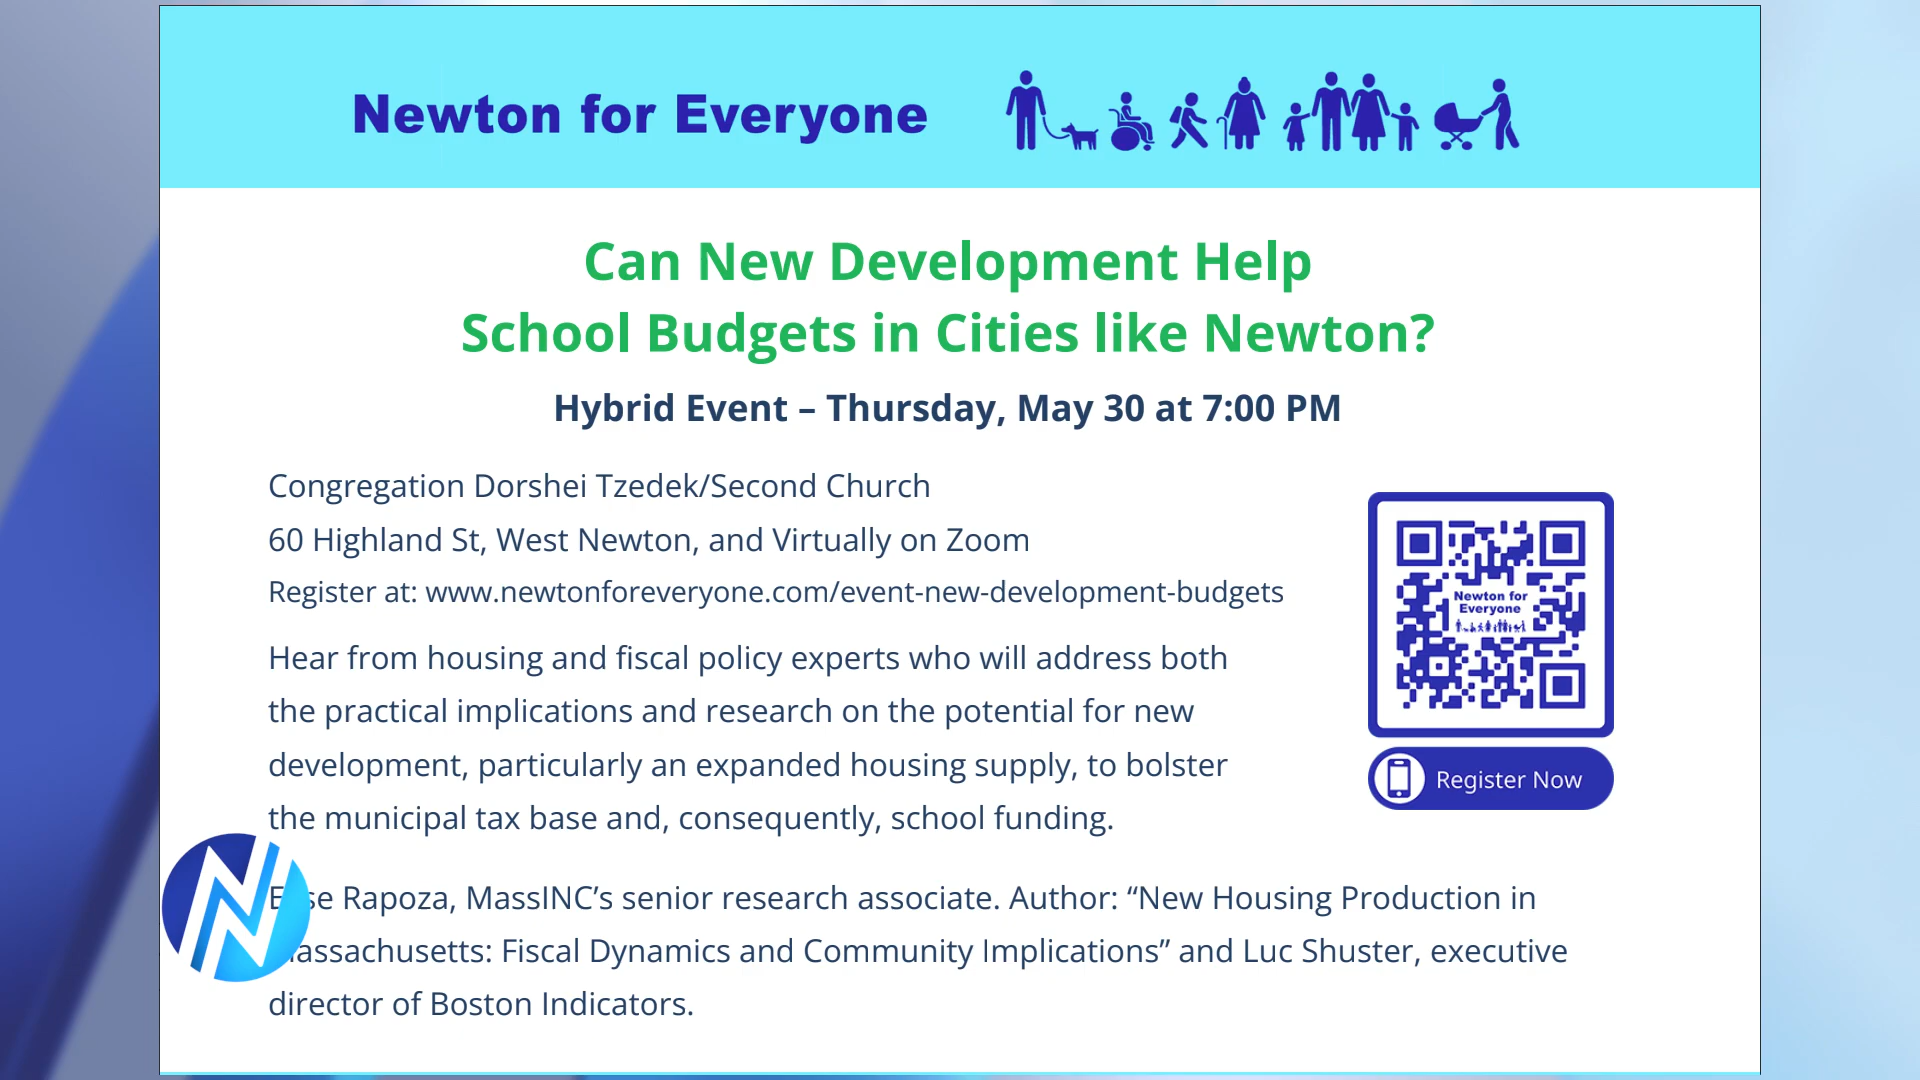 Newton for Everyone
Can New Development Help
School Budgets in Cities like Newton?
Hybrid Event – Thursday, May 30 at 7:00 PM
Congregation Dorshei Tzedek/Second Church
60 Highland St, West Newton, and Virtually on Zoom
Register at: www.newtonforeveryone.com/event-new-development-budgets
Newton for
Everyone
Register Now
Hear from housing and fiscal policy experts who will address both
the practical implications and research on the potential for new
development, particularly an expanded housing supply, to bolster
the municipal tax base and, consequently, school funding.
Rapoza, MassINC’s senior research associate. Author: “New Housing Production in
Fiscal Dynamics and Community Implications” and Luc Shuster, executive
director of Boston Indicators.